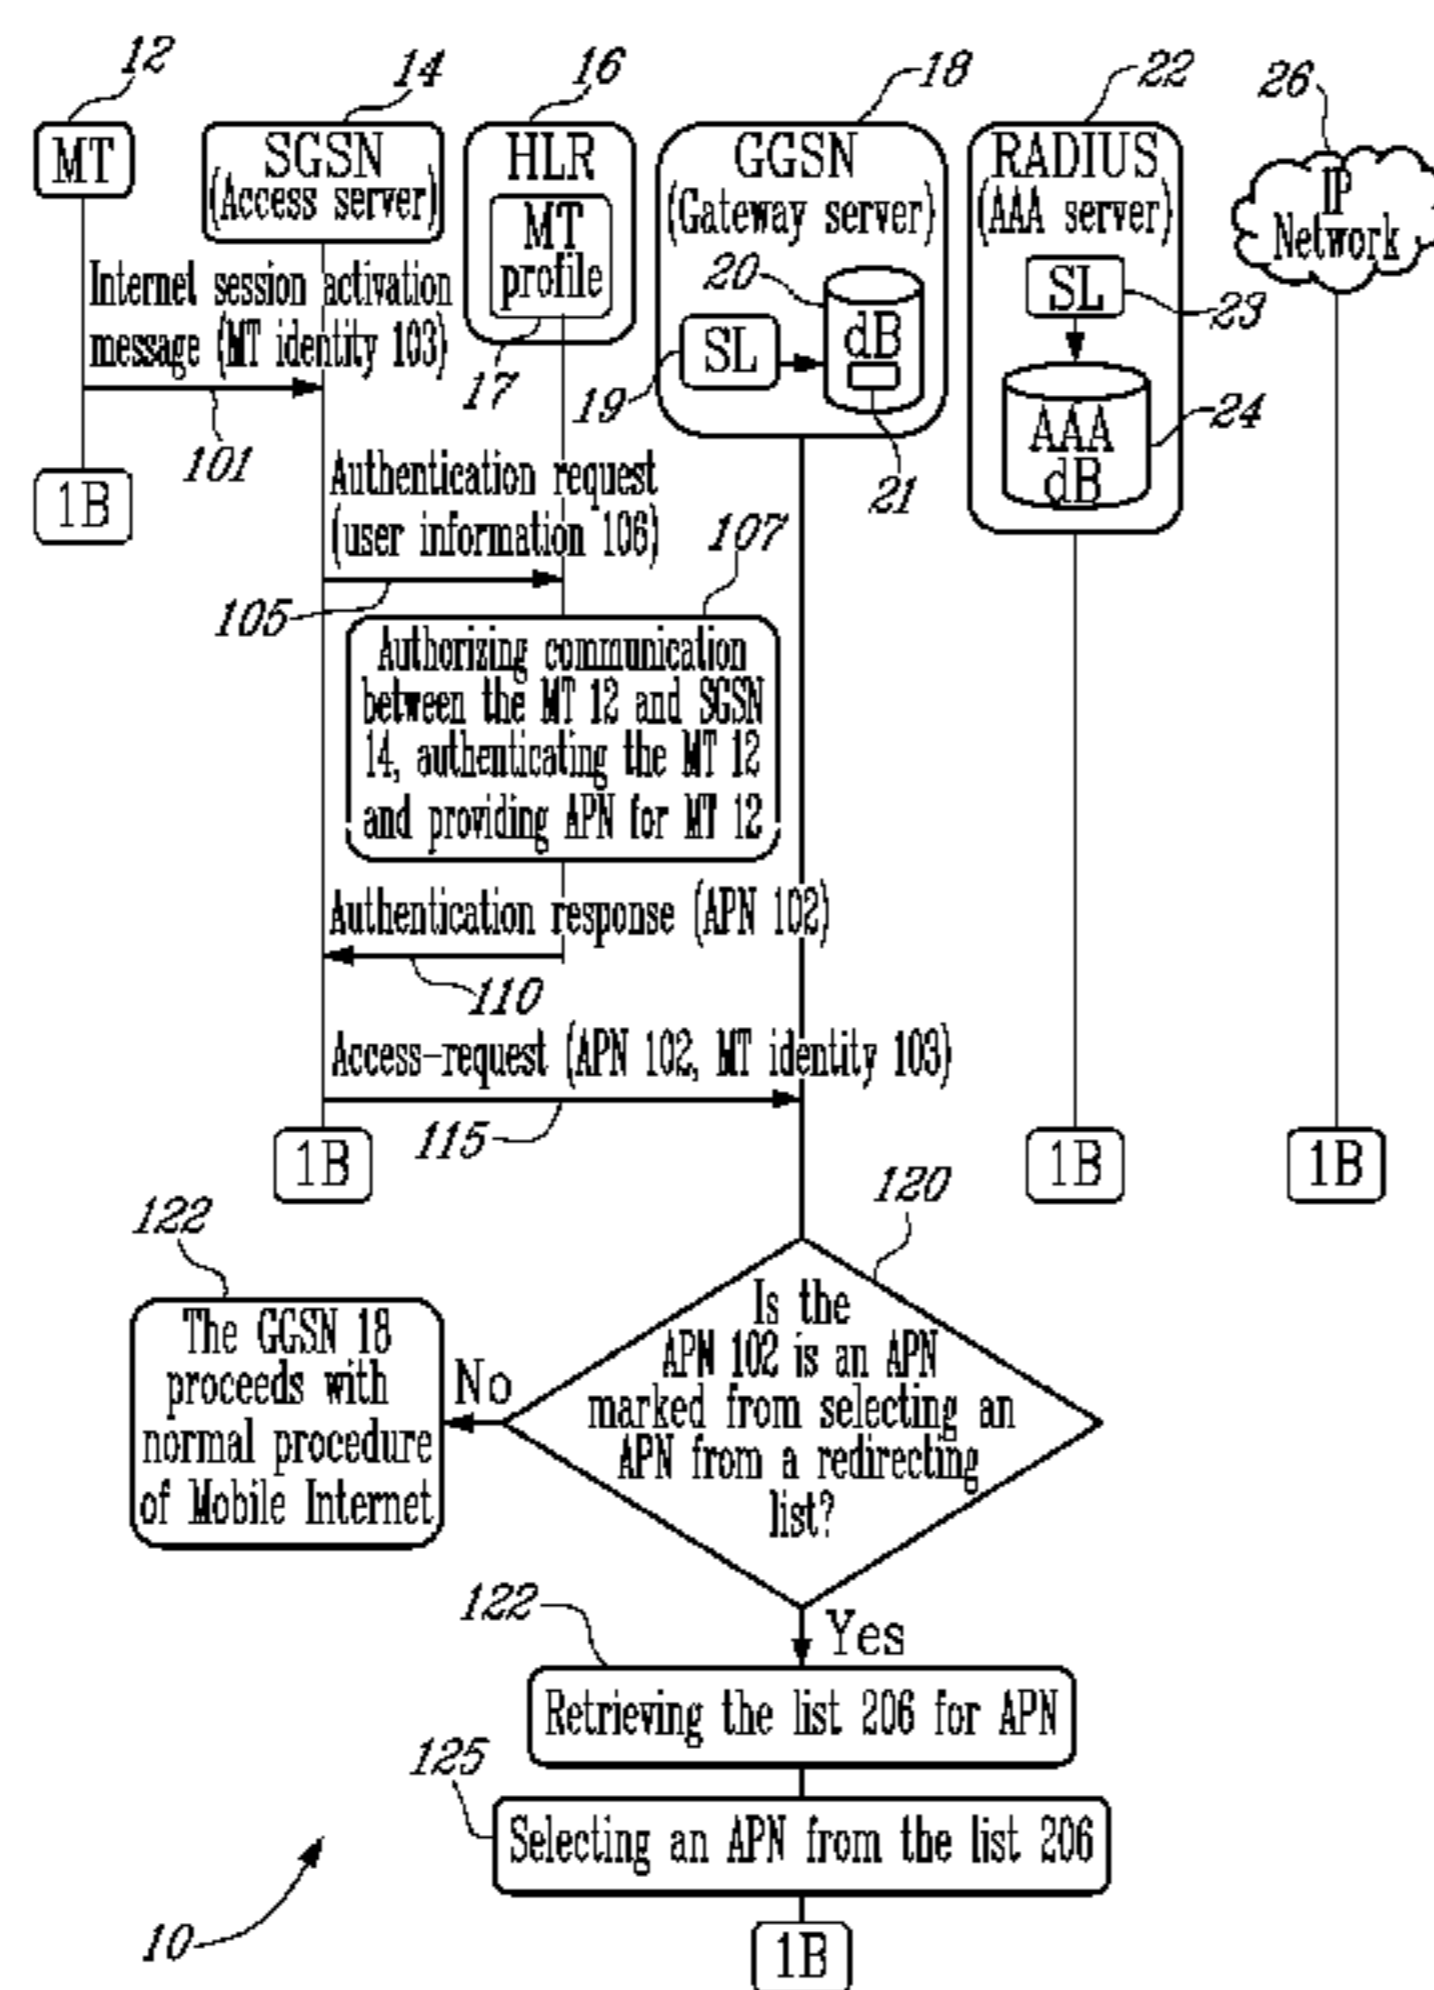 12
14
16
18
22
26
MT
SGSN
(Access server)
HLR
MT
profile
17
GGSN
(Gateway server)
20
dB
SL
19
21
RADIUS
(AAA server)
SL
23
AAA
dB
24
IP
Network
Internet session activation
message (MT identity 103)
101
1B
Authentication request
(user information 106)
105
107
Authorizing communication
between the MT 12 and SGSN
14, authenticating the MT 12
and providing APN for MT 12
Authentication response (APN 102)
110
Access-request (APN 102, MT identity 103)
115
1B
1B
1B
120
Is the
APN 102 is an APN
marked from selecting an
APN from a redirecting
list?
122
The GGSN 18
proceeds with
normal procedure
of Mobile Internet
No
Yes
122
Retrieving the list 206 for APN
125
Selecting an APN from the list 206
10
1B